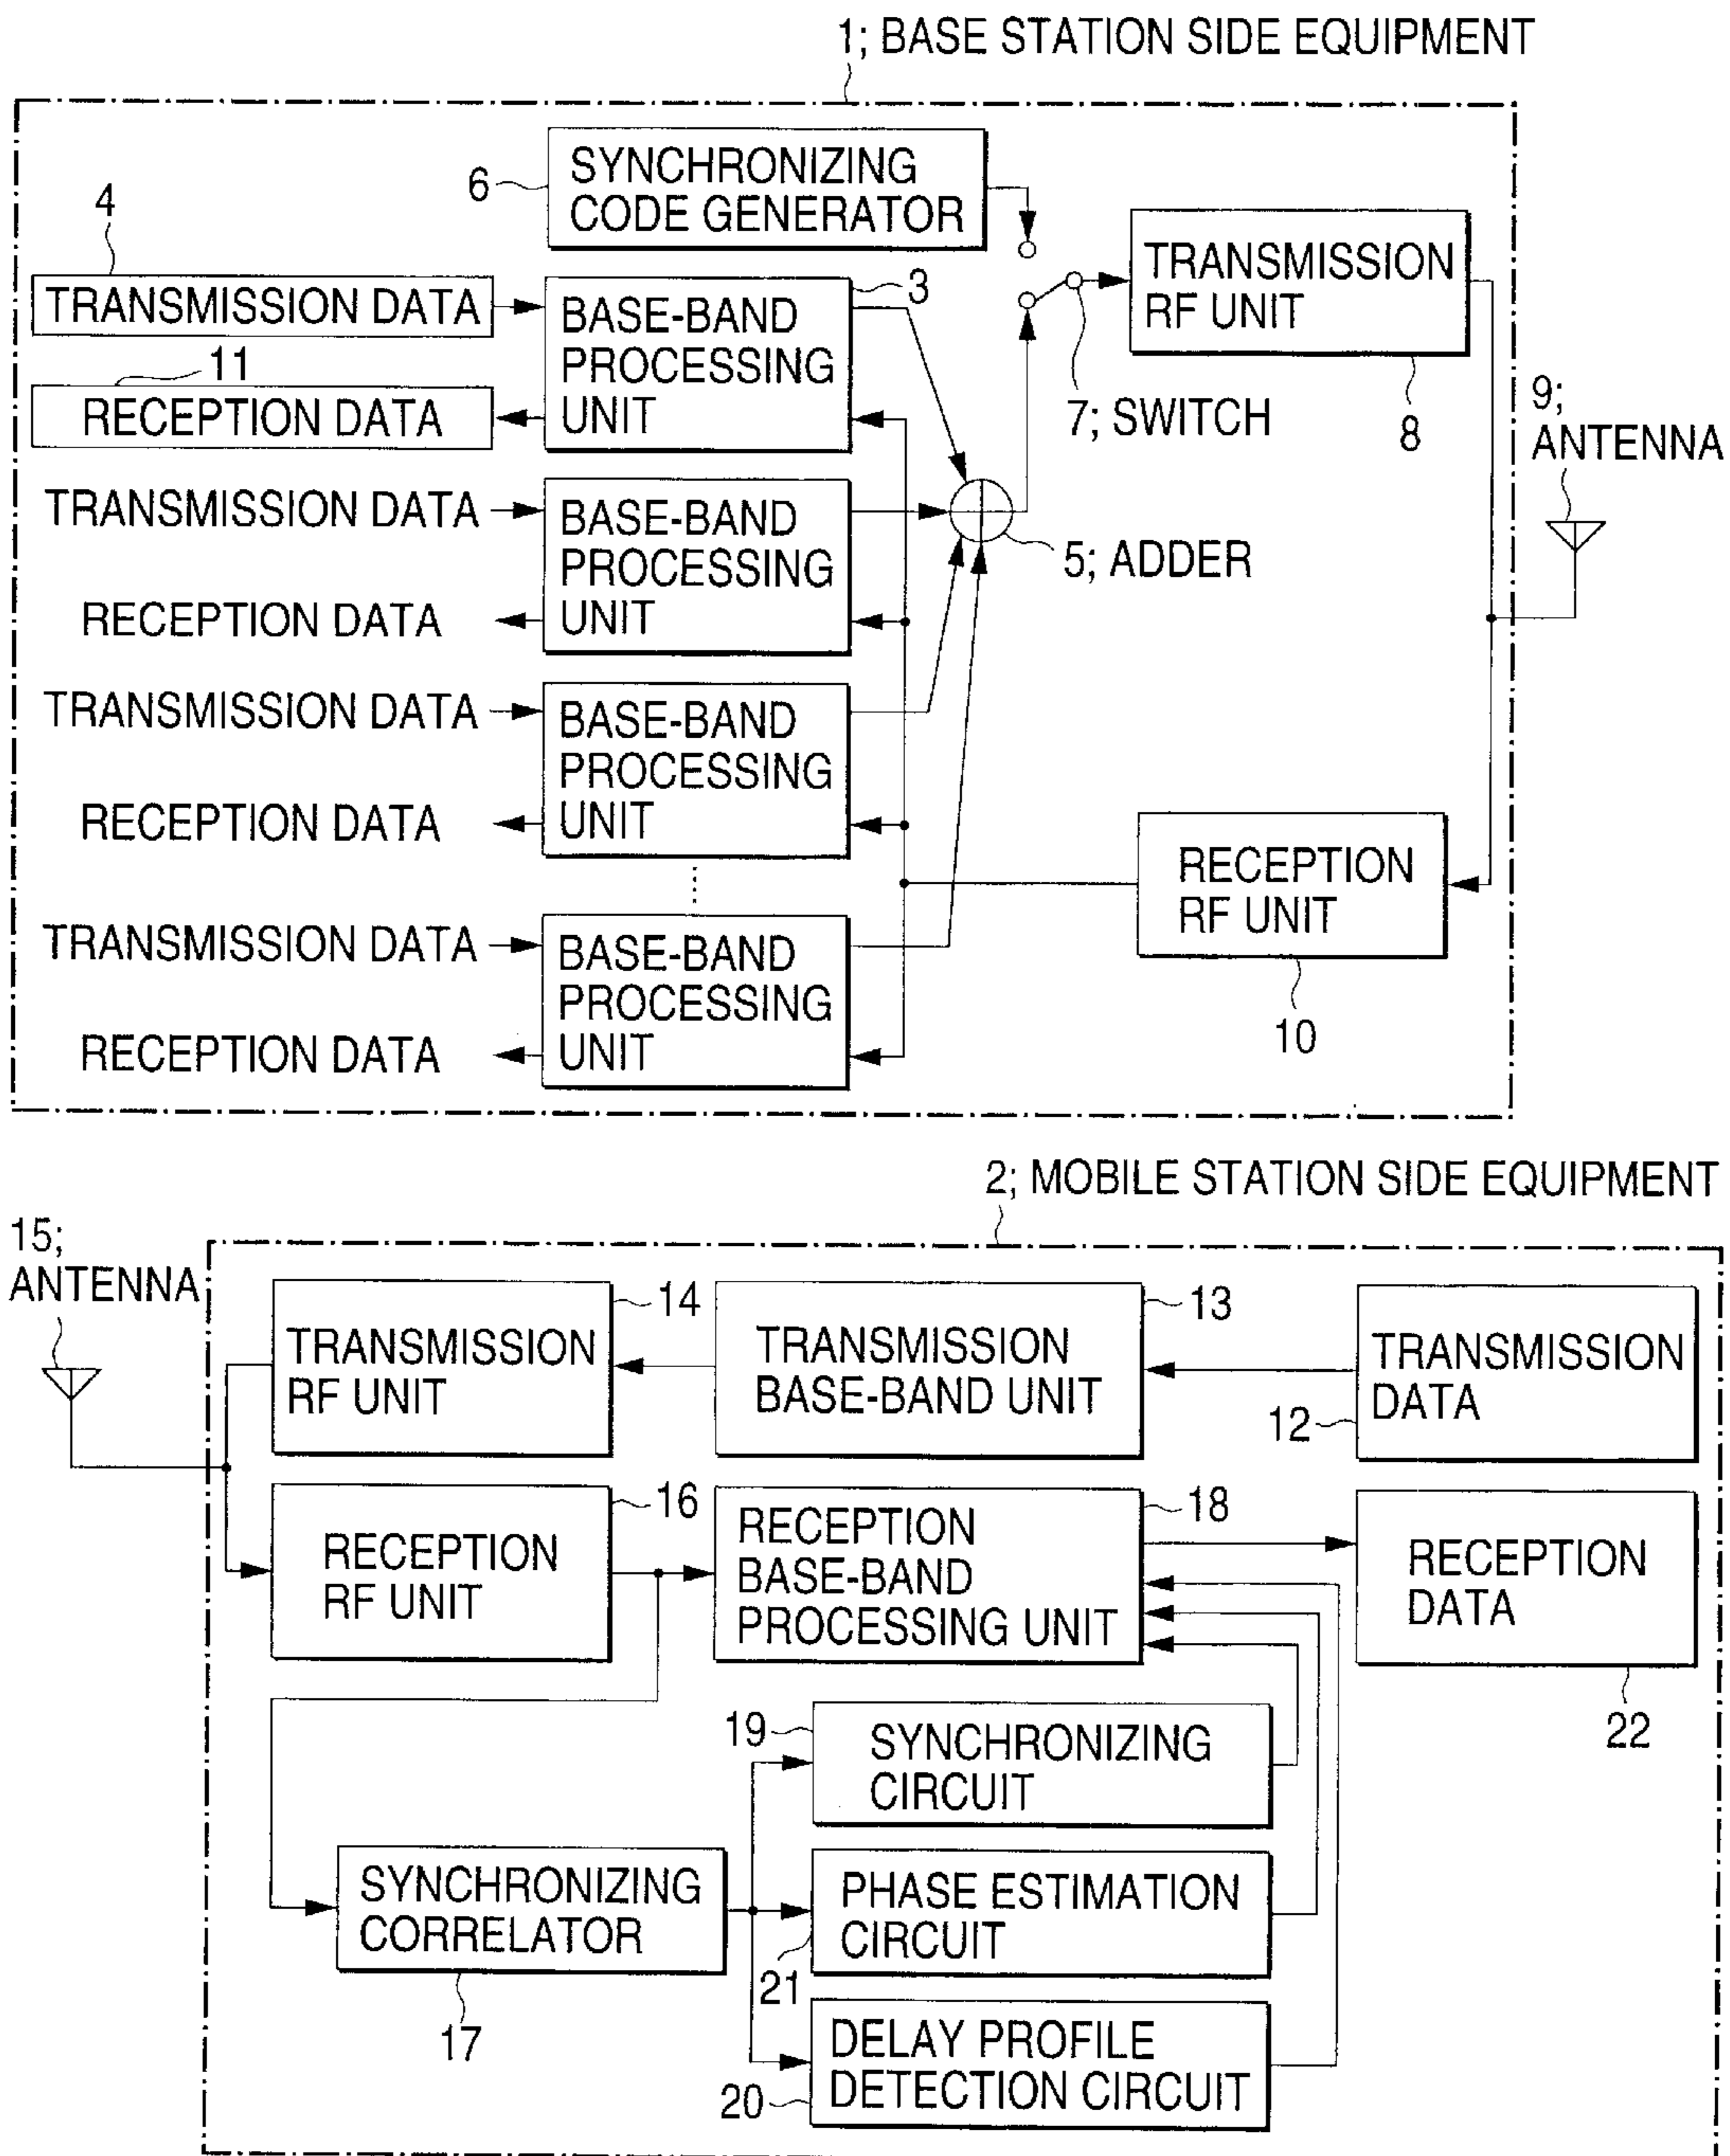 1; BASE STATION SIDE EQUIPMENT
6
SYNCHRONIZING
CODE GENERATOR
4
TRANSMISSION DATA
3
BASE-BAND
PROCESSING
UNIT
11
RECEPTION DATA
TRANSMISSION
RF UNIT
8
7; SWITCH
9;
ANTENNA
TRANSMISSION DATA
BASE-BAND
PROCESSING
UNIT
RECEPTION DATA
5; ADDER
TRANSMISSION DATA
BASE-BAND
PROCESSING
UNIT
RECEPTION DATA
RECEPTION
RF UNIT
10
TRANSMISSION DATA
BASE-BAND
PROCESSING
UNIT
RECEPTION DATA
2; MOBILE STATION SIDE EQUIPMENT
15;
ANTENNA
TRANSMISSION
RF UNIT
14
TRANSMISSION
BASE-BAND UNIT
13
TRANSMISSION
DATA
12
RECEPTION
RF UNIT
16
RECEPTION
BASE-BAND
PROCESSING UNIT
18
RECEPTION
DATA
22
19
SYNCHRONIZING
CIRCUIT
SYNCHRONIZING
CORRELATOR
17
PHASE ESTIMATION
CIRCUIT
21
DELAY PROFILE
DETECTION CIRCUIT
20